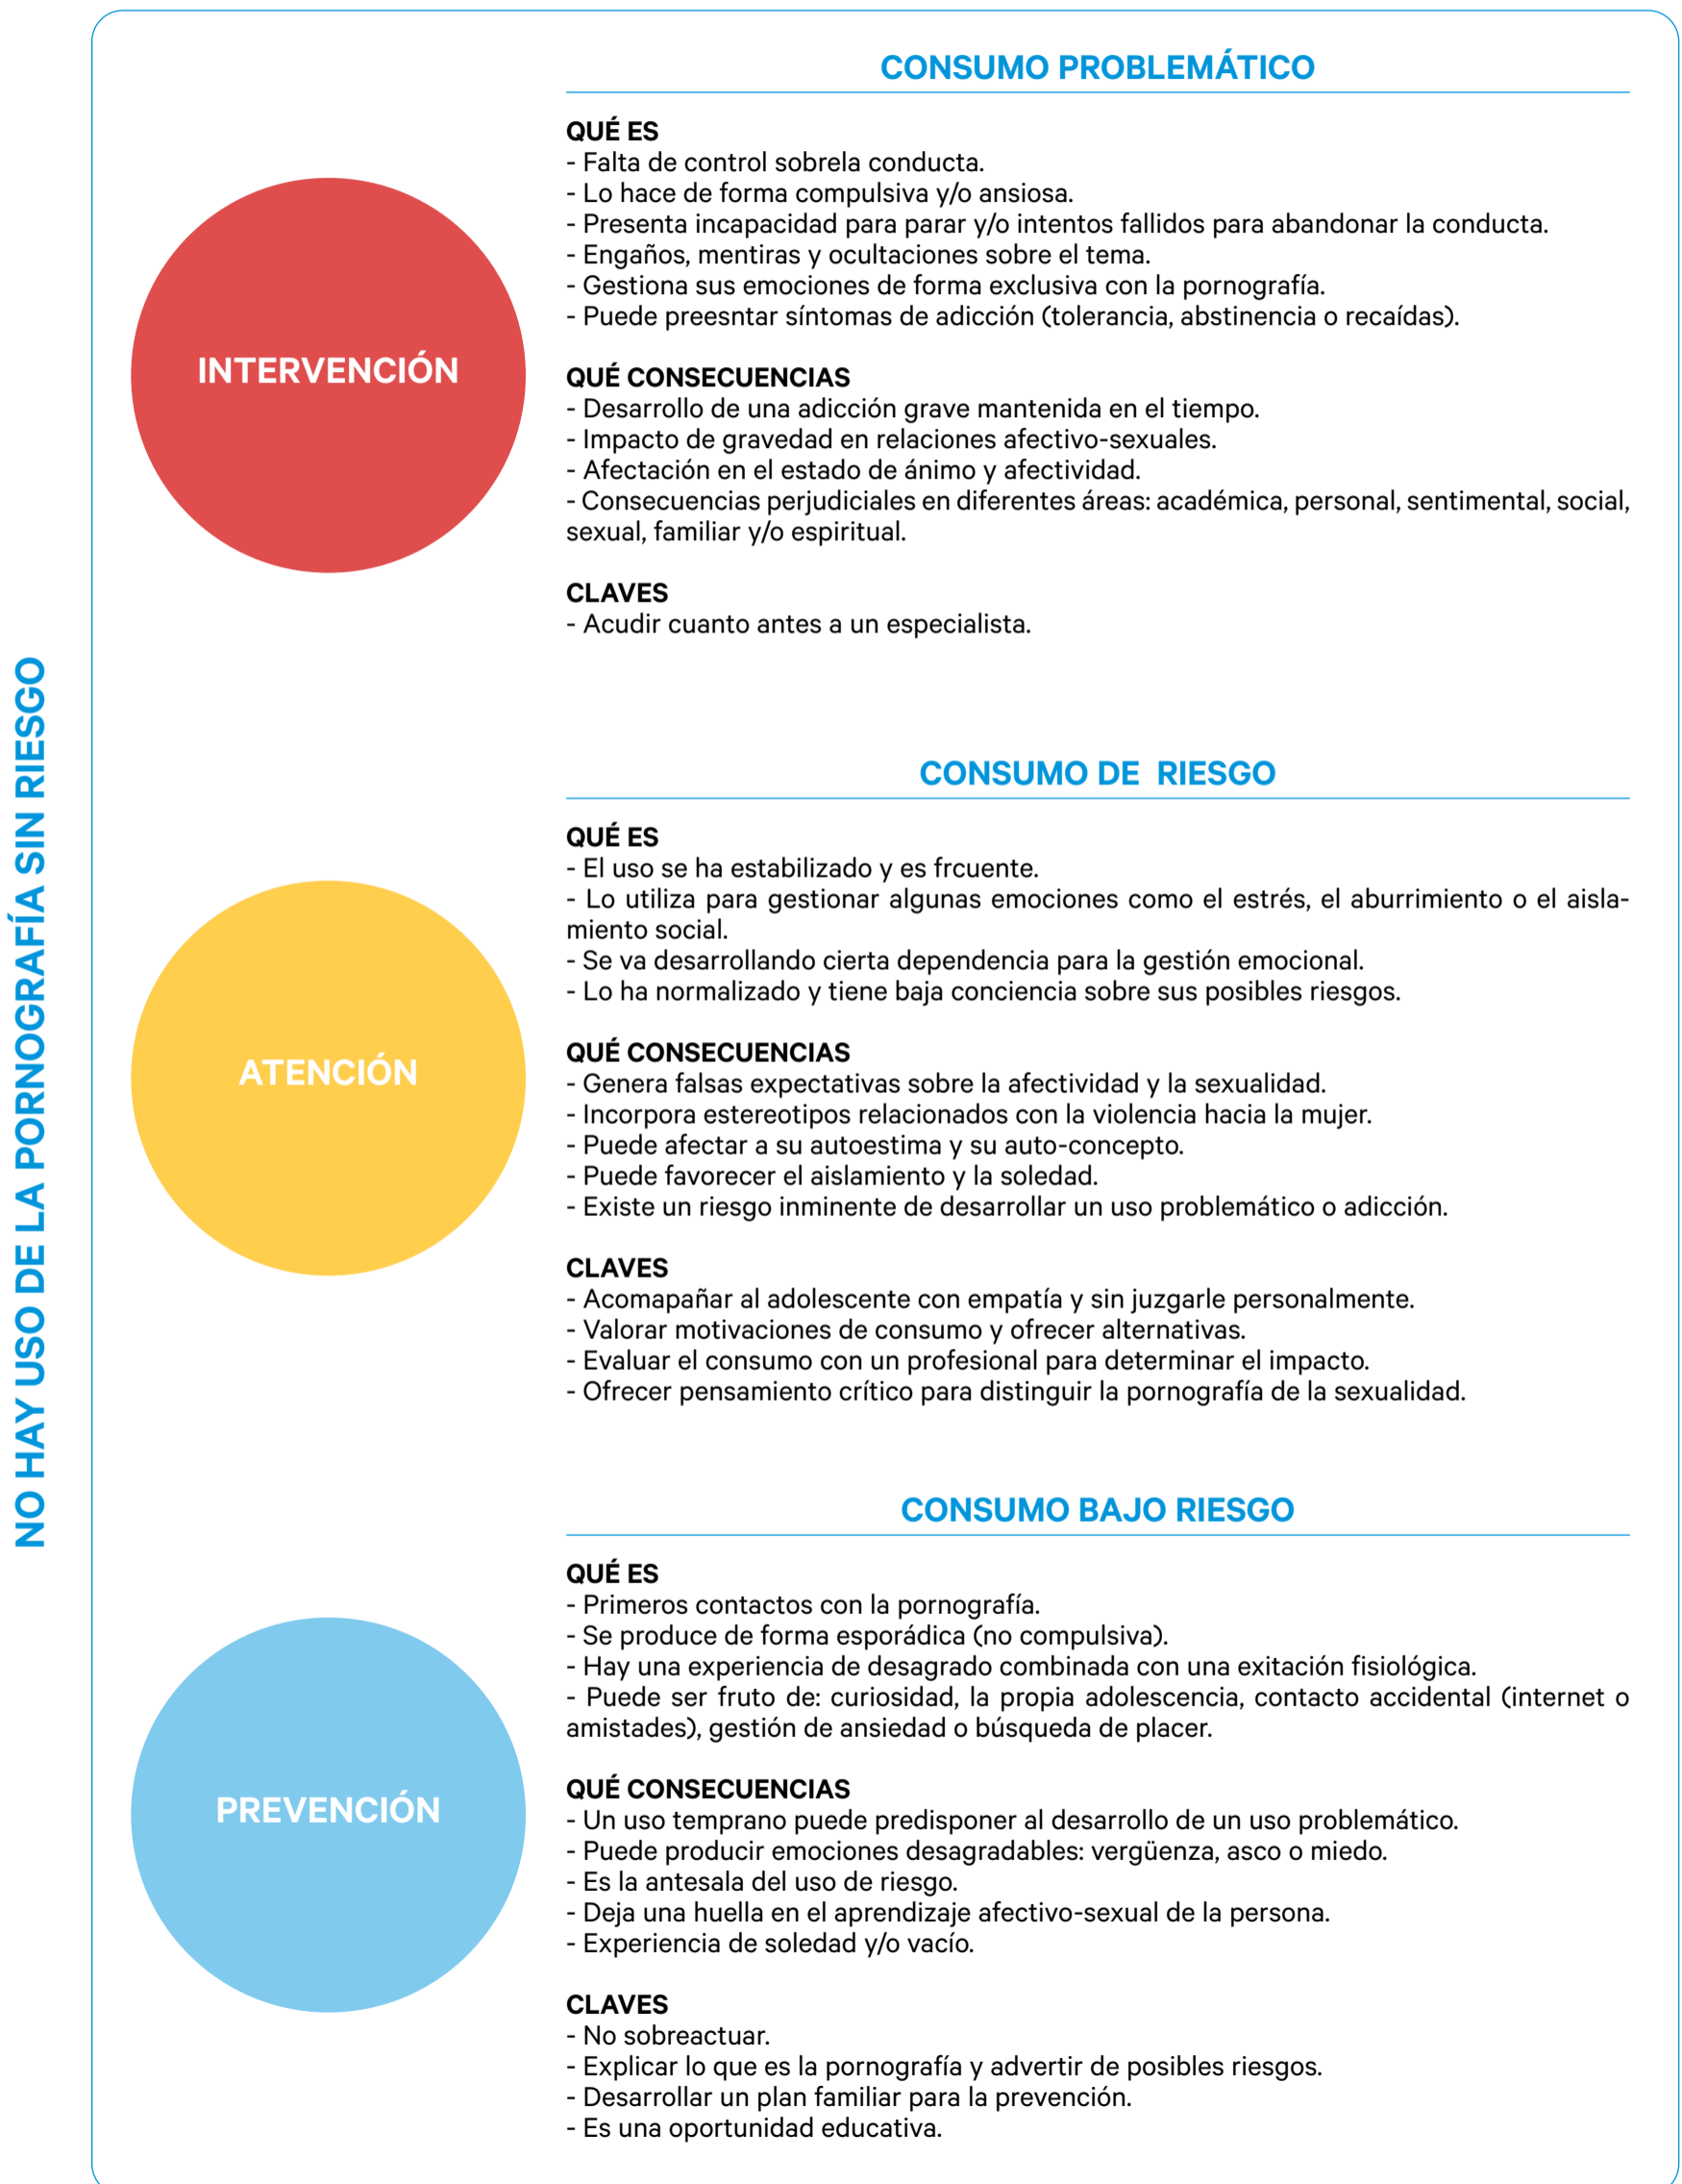 NO HAY USO DE LA PORNOGRAFÍA SIN RIESGO
CONSUMO PROBLEMÁTICO
INTERVENCIÓN
QUÉ ES
- Falta de control sobrela conducta.
- Lo hace de forma compulsiva y/o ansiosa.
- Presenta incapacidad para parar y/o intentos fallidos para abandonar la conducta.
- Engaños, mentiras y ocultaciones sobre el tema.
- Gestiona sus emociones de forma exclusiva con la pornografía.
- Puede preesntar síntomas de adicción (tolerancia, abstinencia o recaídas).
QUÉ CONSECUENCIAS
- Desarrollo de una adicción grave mantenida en el tiempo.
- Impacto de gravedad en relaciones afectivo-sexuales.
- Afectación en el estado de ánimo y afectividad.
- Consecuencias perjudiciales en diferentes áreas: académica, personal, sentimental, social,
sexual, familiar y/o espiritual.
CLAVES
- Acudir cuanto antes a un especialista.
CONSUMO DE  RIESGO
ATENCIÓN
QUÉ ES
- El uso se ha estabilizado y es frcuente.
- Lo utiliza para gestionar algunas emociones como el estrés, el aburrimiento o el aisla-
miento social.
- Se va desarrollando cierta dependencia para la gestión emocional.
- Lo ha normalizado y tiene baja conciencia sobre sus posibles riesgos.
QUÉ CONSECUENCIAS
- Genera falsas expectativas sobre la afectividad y la sexualidad.
- Incorpora estereotipos relacionados con la violencia hacia la mujer.
- Puede afectar a su autoestima y su auto-concepto.
- Puede favorecer el aislamiento y la soledad.
- Existe un riesgo inminente de desarrollar un uso problemático o adicción.
CLAVES
- Acomapañar al adolescente con empatía y sin juzgarle personalmente.
- Valorar motivaciones de consumo y ofrecer alternativas.
- Evaluar el consumo con un profesional para determinar el impacto.
- Ofrecer pensamiento crítico para distinguir la pornografía de la sexualidad.
CONSUMO BAJO RIESGO
PREVENCIÓN
QUÉ ES
- Primeros contactos con la pornografía.
- Se produce de forma esporádica (no compulsiva).
- Hay una experiencia de desagrado combinada con una exitación fisiológica.
- Puede ser fruto de: curiosidad, la propia adolescencia, contacto accidental (internet o
amistades), gestión de ansiedad o búsqueda de placer.
QUÉ CONSECUENCIAS
- Un uso temprano puede predisponer al desarrollo de un uso problemático.
- Puede producir emociones desagradables: vergüenza, asco o miedo.
- Es la antesala del uso de riesgo.
- Deja una huella en el aprendizaje afectivo-sexual de la persona.
- Experiencia de soledad y/o vacío.
CLAVES
- No sobreactuar.
- Explicar lo que es la pornografía y advertir de posibles riesgos.
- Desarrollar un plan familiar para la prevención.
- Es una oportunidad educativa.